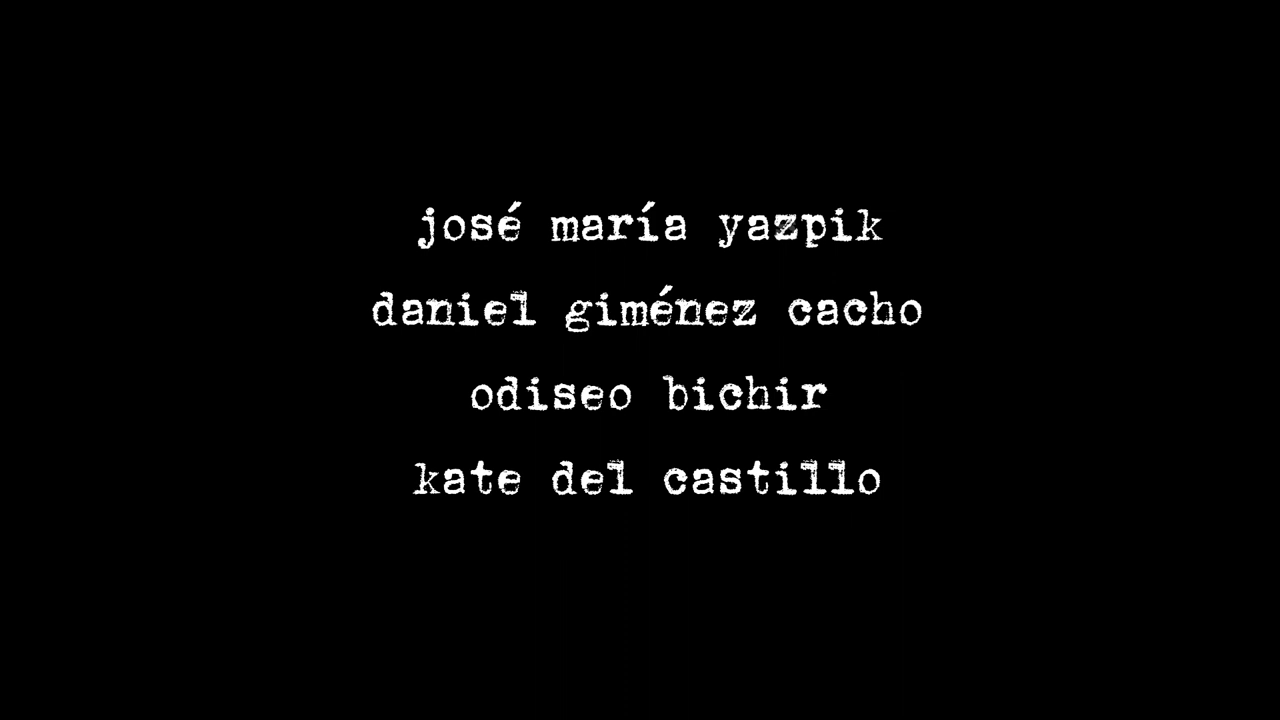 josé maría yazpik
daniel giménez cacho
odiseo bichir
kate del castillo